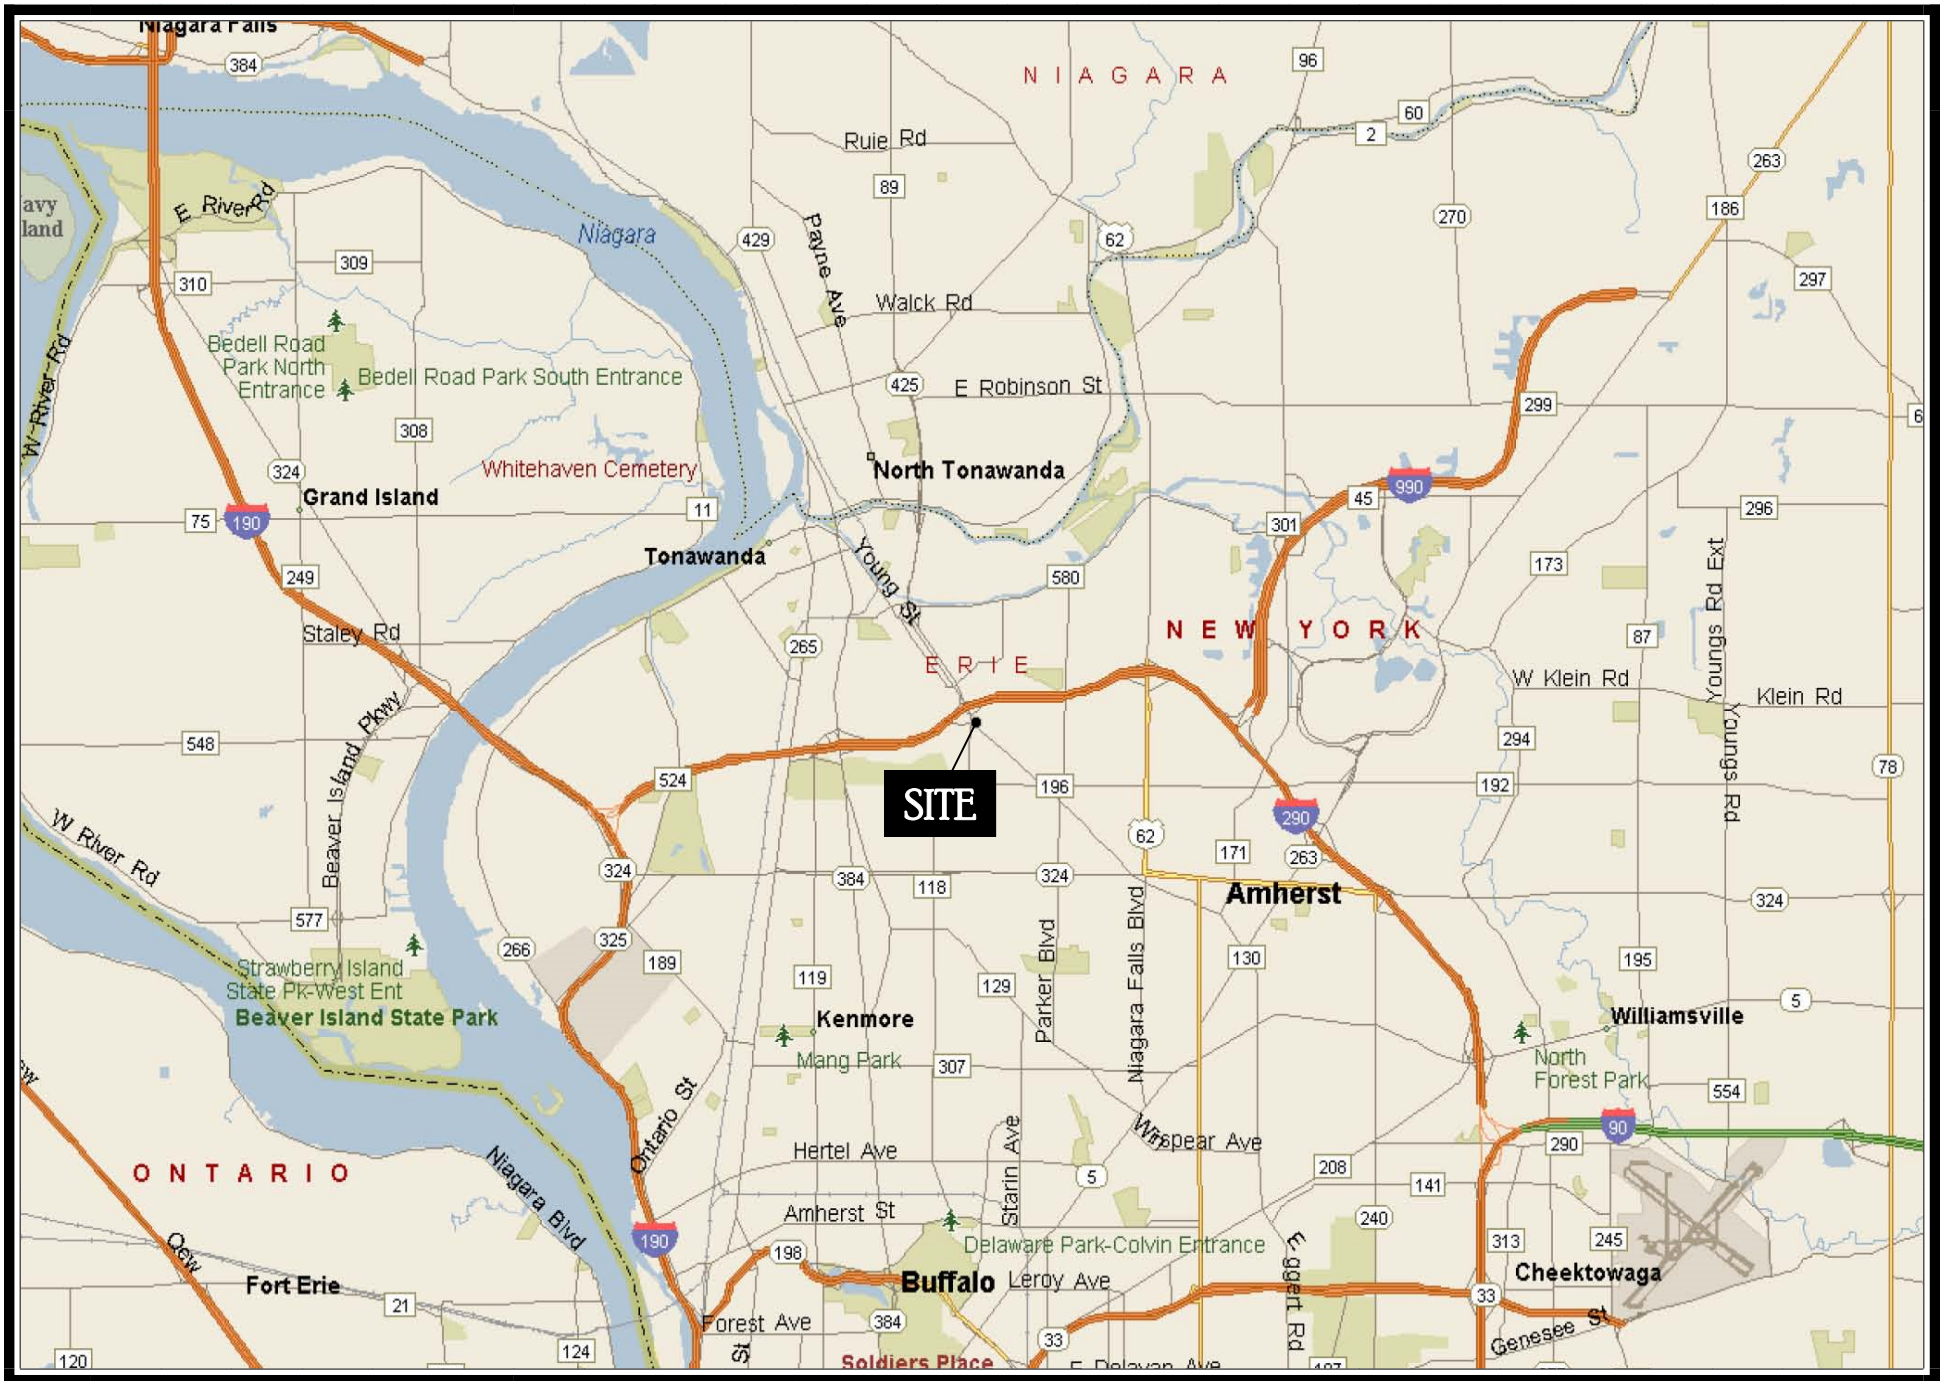 Niagara Falls
384
N I A G A R A
96
60
2
263
Ruie Rd
89
186
avy
land
E River Rd
Niagara
429
Payne Ave
62
270
309
310
297
Walck Rd
Bedell Road
Park North
Entrance
Bedell Road Park South Entrance
W River Rd
425
E Robinson St
299
6
308
324
Whitehaven Cemetery
North Tonawanda
990
45
Grand Island
75
190
11
301
296
Tonawanda
Young St
249
580
173
Youngs Rd Ext
Staley Rd
265
E R I E
N E W Y O R K
87
W Klein Rd
Klein Rd
Beaver Island Pkwy
548
294
Youngs Rd
78
524
SITE
196
192
290
62
W River Rd
171
263
324
384
118
324
Amherst
324
577
266
325
189
Parker Blvd
Niagara Falls Blvd
130
195
Strawberry Island
State Pk-West Ent
Beaver Island State Park
119
129
5
Kenmore
Williamsville
Mang Park
307
North
Forest Park
554
Ontario St
90
290
Hertel Ave
Starin Ave
Winspear Ave
O N T A R I O
Niagara Blvd
5
208
141
Amherst St
240
190
198
Delaware Park-Colvin Entrance
E Eggert Rd
313
245
Qew
Fort Erie
Buffalo
Leroy Ave
Cheektowaga
21
33
Forest Ave
384
33
Genesee St
120
124
St
Soldiers Place
E Delavan Ave